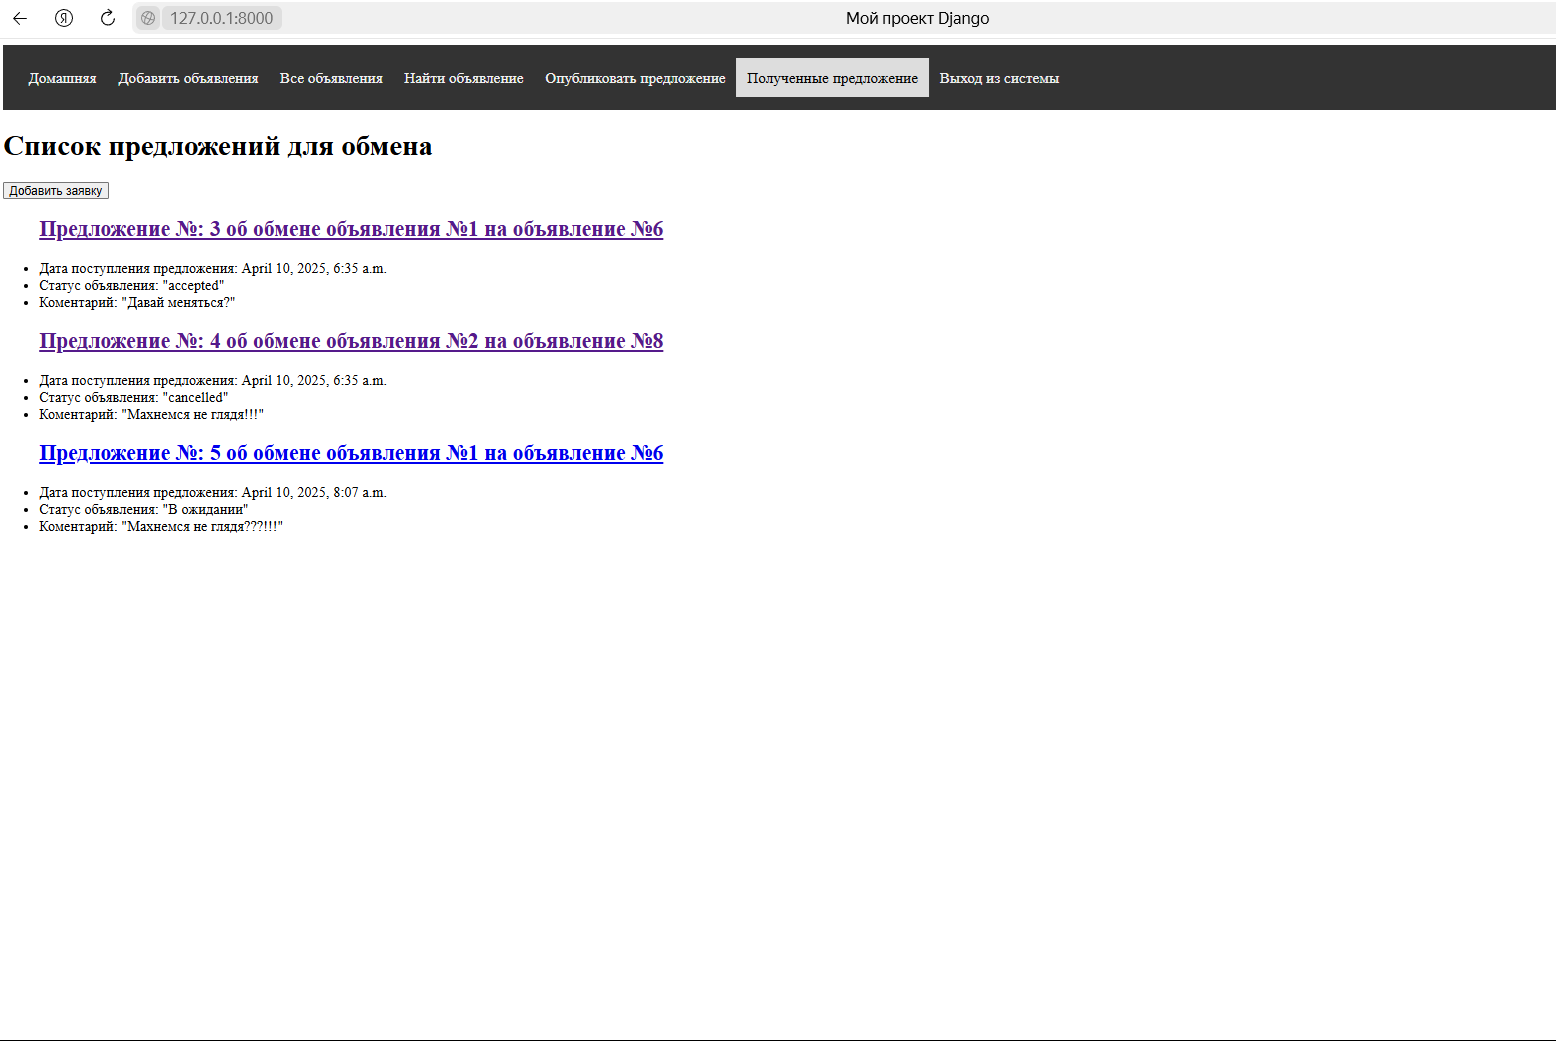 127.0.0.1:8000
Мой проект Django
Домашняя Добавить объявления Все объявления Найти объявление Опубликовать предложение Полученные предложение Выход из системы
Список предложений для обмена
Добавить заявку
Предложение №: 3 об обмене объявления №1 на объявление №6
Дата поступления предложения: April 10, 2025, 6:35 a.m.
Статус объявления: "accepted"
Коментарий: "Давай меняться?"
Предложение №: 4 об обмене объявления №2 на объявление №8
Дата поступления предложения: April 10, 2025, 6:35 a.m.
Статус объявления: "cancelled"
Коментарий: "Махнемся не глядя!!!"
Предложение №: 5 об обмене объявления №1 на объявление №6
Дата поступления предложения: April 10, 2025, 8:07 a.m.
Статус объявления: "В ожидании"
Коментарий: "Махнемся не глядя???!!!"